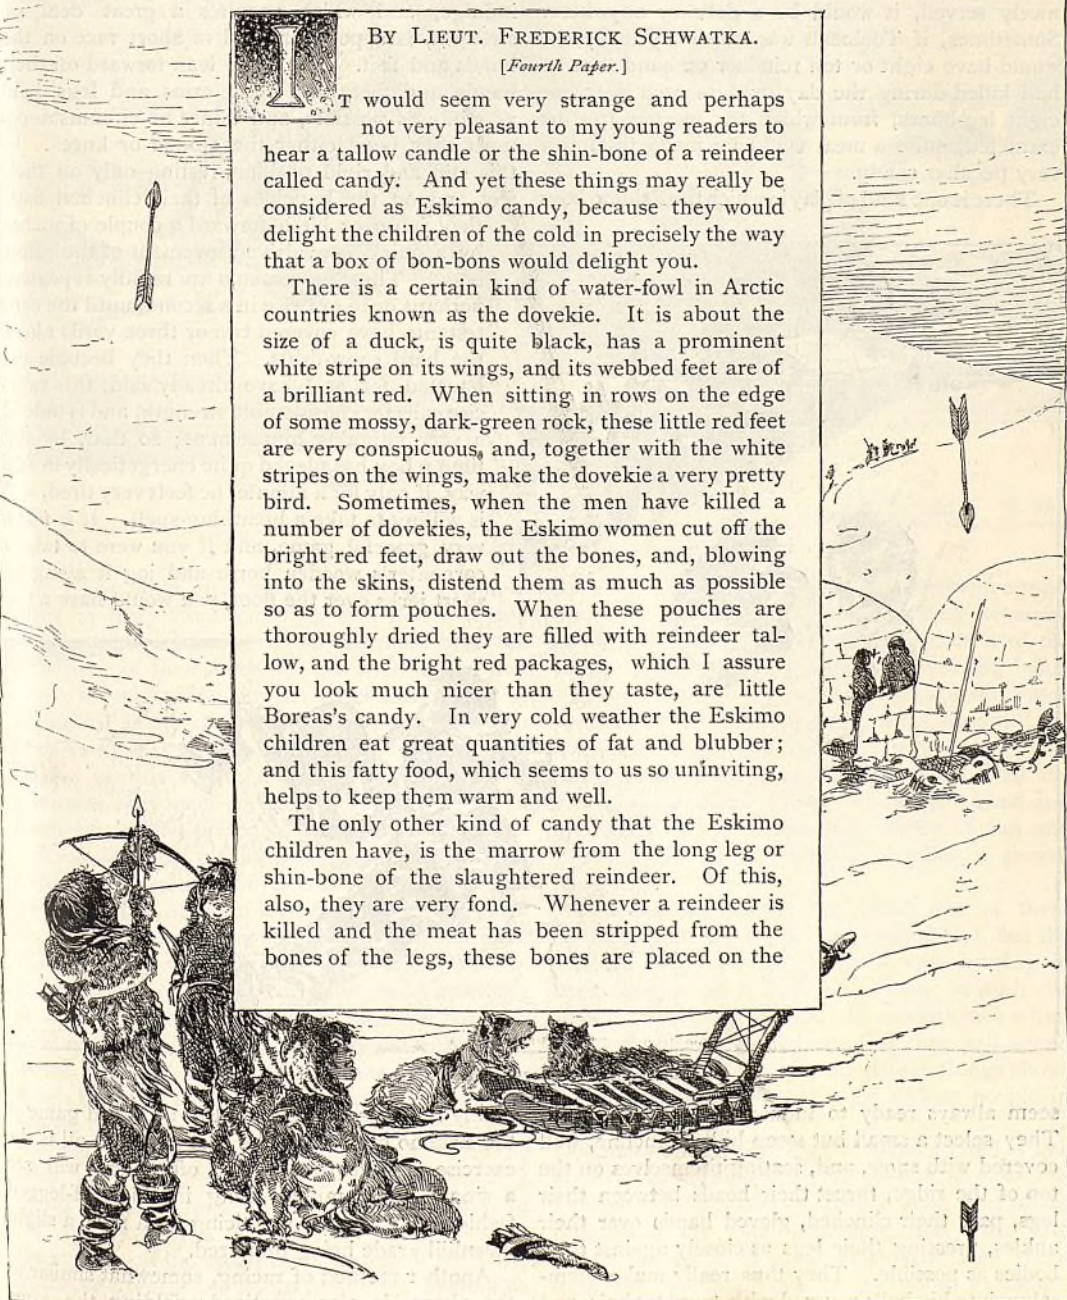 BY LIEUT. FREDERICK SCHWATKA.
[Fourth Paper.]
IT would seem very strange and perhaps
not very pleasant to my young readers to
hear a tallow candle or the shin-bone of a reindeer
called candy. And yet these things may really be
considered as Eskimo candy, because they would
delight the children of the cold in precisely the way
that a box of bon-bons would delight you.
There is a certain kind of water-fowl in Arctic
countries known as the dovekie. It is about the
size of a duck, is quite black, has a prominent
white stripe on its wings, and its webbed feet are of
a brilliant red. When sitting in rows on the edge
of some mossy, dark-green rock, these little red feet
are very conspicuous, and, together with the white
stripes on the wings, make the dovekie a very pretty
bird. Sometimes, when the men have killed a
number of dovekies, the Eskimo women cut off the
bright red feet, draw out the bones, and, blowing
into the skins, distend them as much as possible
so as to form pouches. When these pouches are
thoroughly dried they are filled with reindeer tal-
low, and the bright red packages, which I assure
you look much nicer than they taste, are little
Boreas's candy. In very cold weather the Eskimo
children eat great quantities of fat and blubber;
and this fatty food, which seems to us so uninviting,
helps to keep them warm and well.
The only other kind of candy that the Eskimo
children have, is the marrow from the long leg or
shin-bone of the slaughtered reindeer. Of this,
also, they are very fond. Whenever a reindeer is
killed and the meat has been stripped from the
bones of the legs, these bones are placed on the